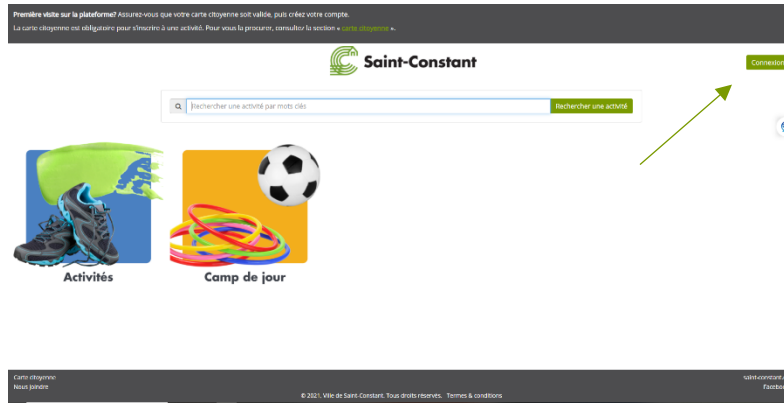 Première visite sur la plateforme? Assurez-vous que votre carte citoyenne soit valide, puis créez votre compte.
La carte citoyenne est obligatoire pour s'inscrire à une activité. Pour vous la procurer, consultez la section « carte citoyenne ».
Saint-Constant
Connexion
Rechercher une activité par mots clés
Rechercher une activité
Activités
Camp de jour
Carte citoyenne
Nous joindre
© 2021, Ville de Saint-Constant. Tous droits réservés. Termes & conditions